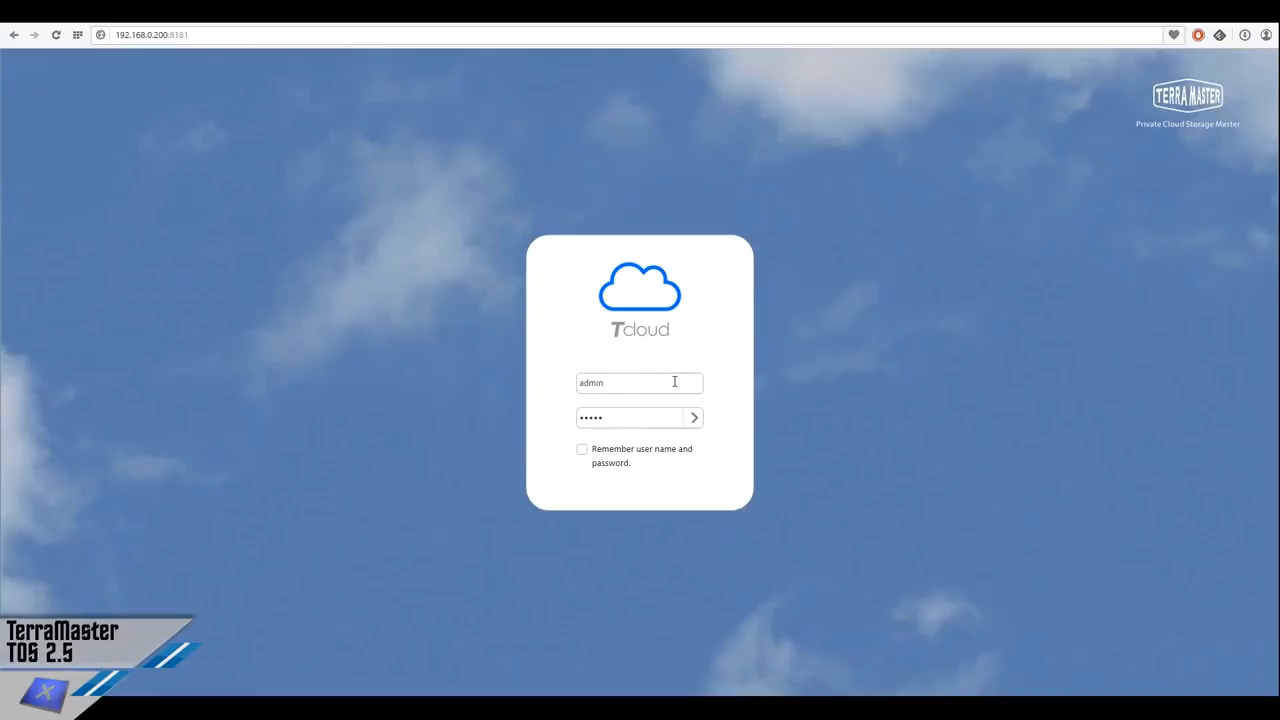 192.168.0.200:8181
TERRA MASTER
Private Cloud Storage Master
Tcloud
admin
•••••
Remember user name and
password.
TerraMaster
TOS 2.5
X